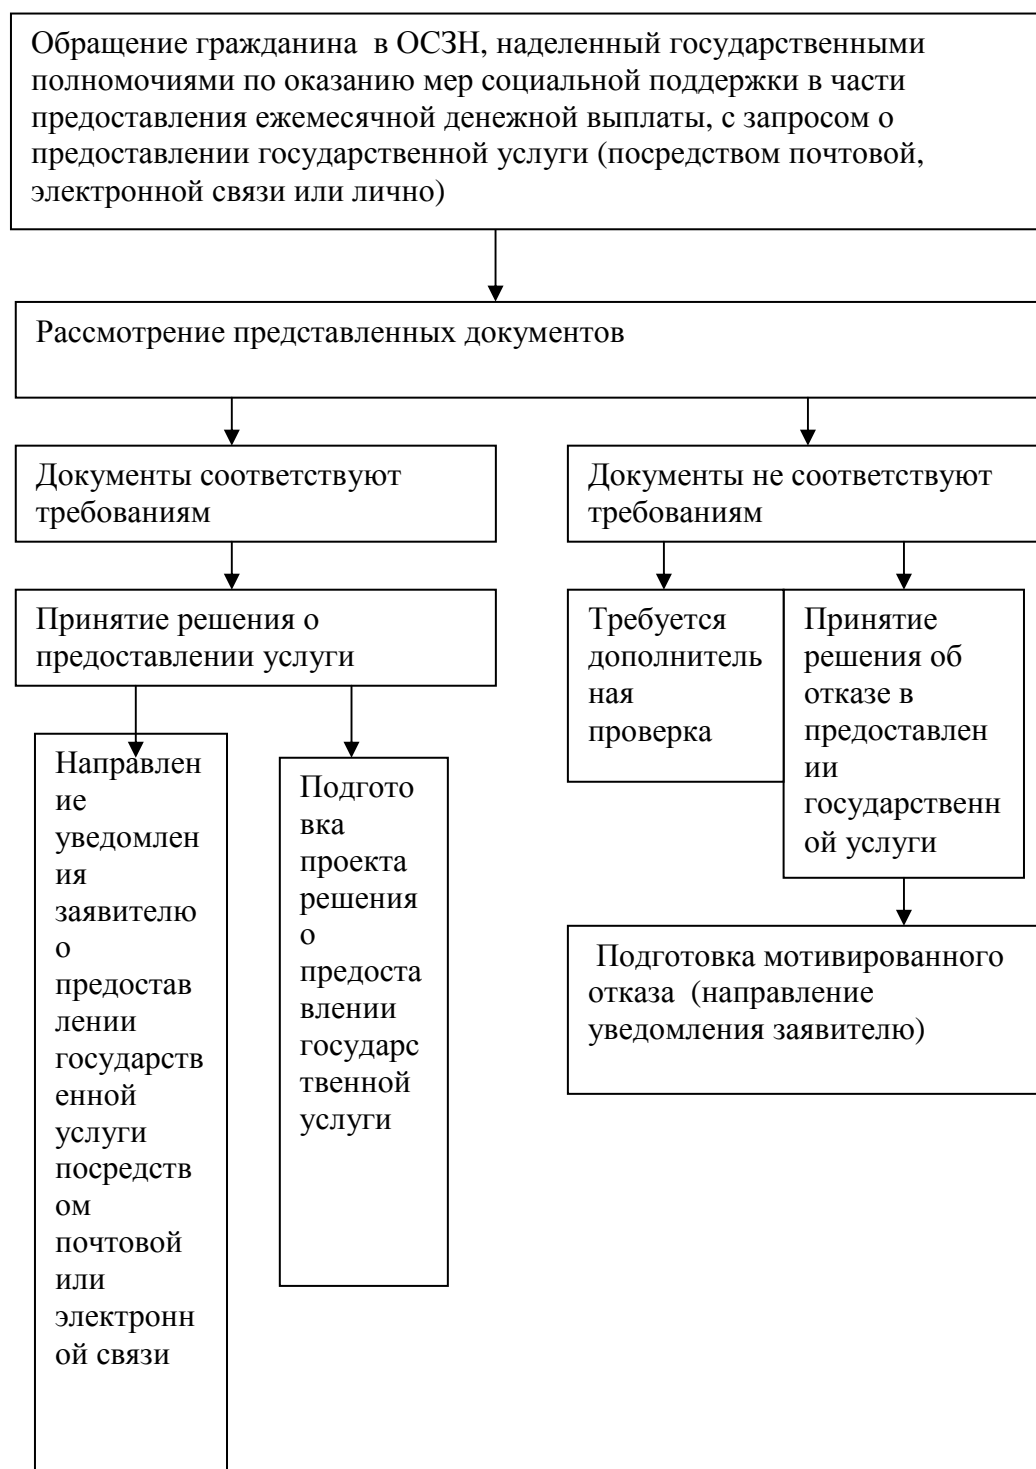 Обращение гражданина  в ОСЗН, наделенный государственными
полномочиями по оказанию мер социальной поддержки в части
предоставления ежемесячной денежной выплаты, с запросом о
предоставлении государственной услуги (посредством почтовой,
электронной связи или лично)
Рассмотрение представленных документов
Документы соответствуют
требованиям
Документы не соответствуют
требованиям
Принятие решения о
предоставлении услуги
Требуется
дополнитель
ная
проверка
Принятие
решения об
отказе в
предоставлен
ии
государственн
ой услуги
Направлен
ие
уведомлен
ия
заявителю
о
предостав
лении
государств
енной
услуги
посредств
ом
почтовой
или
электронн
ой связи
Подгото
вка
проекта
решения
о
предоста
влении
государс
твенной
услуги
Подготовка мотивированного
отказа  (направление
уведомления заявителю)